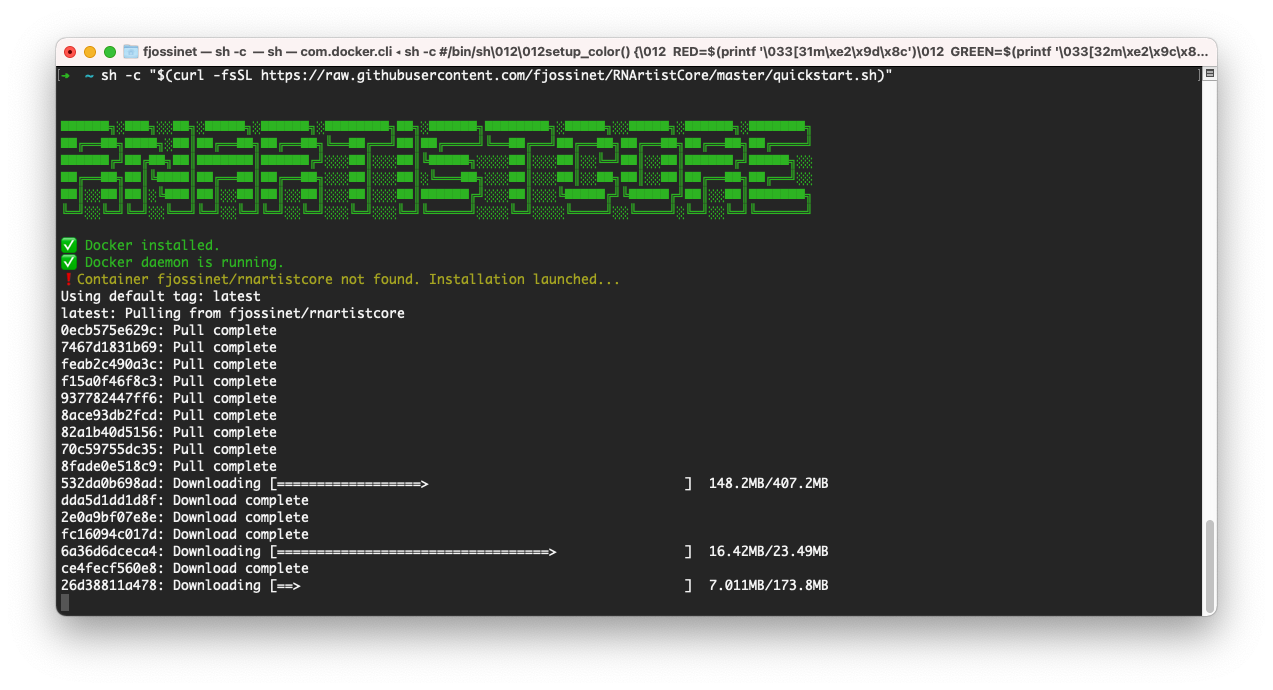 fjossinet — sh -c — sh — com.docker.cli ◂ sh -c #/bin/sh\012\012setup_color() {\012 RED=$(printf '\033[31m\xe2\x9d\x8c')\012 GREEN=$(printf '\033[32m\xe2\x9c\x8...
[➜ ~ sh -c "$(curl -fsSL https://raw.githubusercontent.com/fjossinet/RNArtistCore/master/quickstart.sh)" ]
RNARTISTCORE
✅ Docker installed.
✅ Docker daemon is running.
❗Container fjossinet/rnartistcore not found. Installation launched...
Using default tag: latest
latest: Pulling from fjossinet/rnartistcore
0ecb575e629c: Pull complete
7467d1831b69: Pull complete
feab2c490a3c: Pull complete
f15a0f46f8c3: Pull complete
937782447ff6: Pull complete
8ace93db2fcd: Pull complete
82a1b40d5156: Pull complete
70c59755dc35: Pull complete
8fade0e518c9: Pull complete
532da0b698ad: Downloading [==================> ] 148.2MB/407.2MB
dda5d1dd1d8f: Download complete
2e0a9bf07e8e: Download complete
fc16094c017d: Download complete
6a36d6dceca4: Downloading [==================================> ] 16.42MB/23.49MB
ce4fecf560e8: Download complete
26d38811a478: Downloading [==> ] 7.011MB/173.8MB